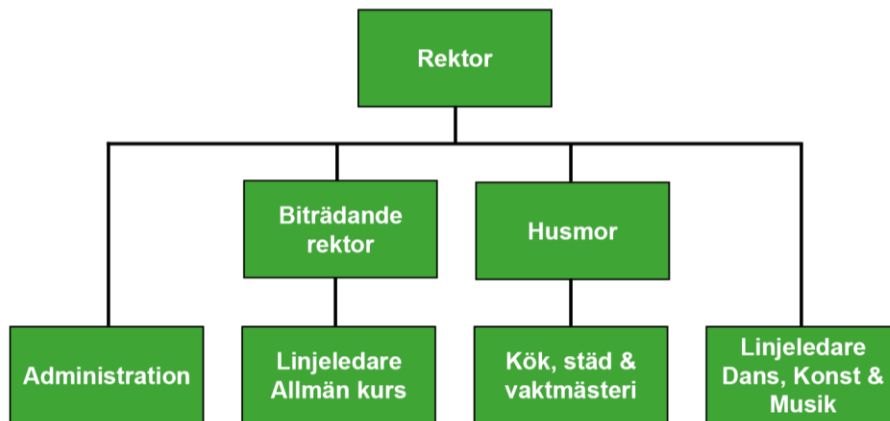 Rektor
Biträdande
rektor
Husmor
Administration
Linjeledare
Allmän kurs
Kök, städ &
vaktmästeri
Linjeledare
Dans, Konst &
Musik